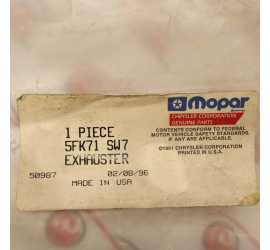 Mopar
CHRYSLER CORPORATION
GENUINE PARTS
CONTENTS CONFORM TO FEDERAL
MOTOR VEHICLE SAFETY STANDARDS
IF ANY ARE APPLICABLE.
©1991 CHRYSLER CORPORATION
PRINTED IN U.S.A.
1 PIECE
5FK71 SW7
EXHAUSTER
50987 02/08/96
MADE IN USA